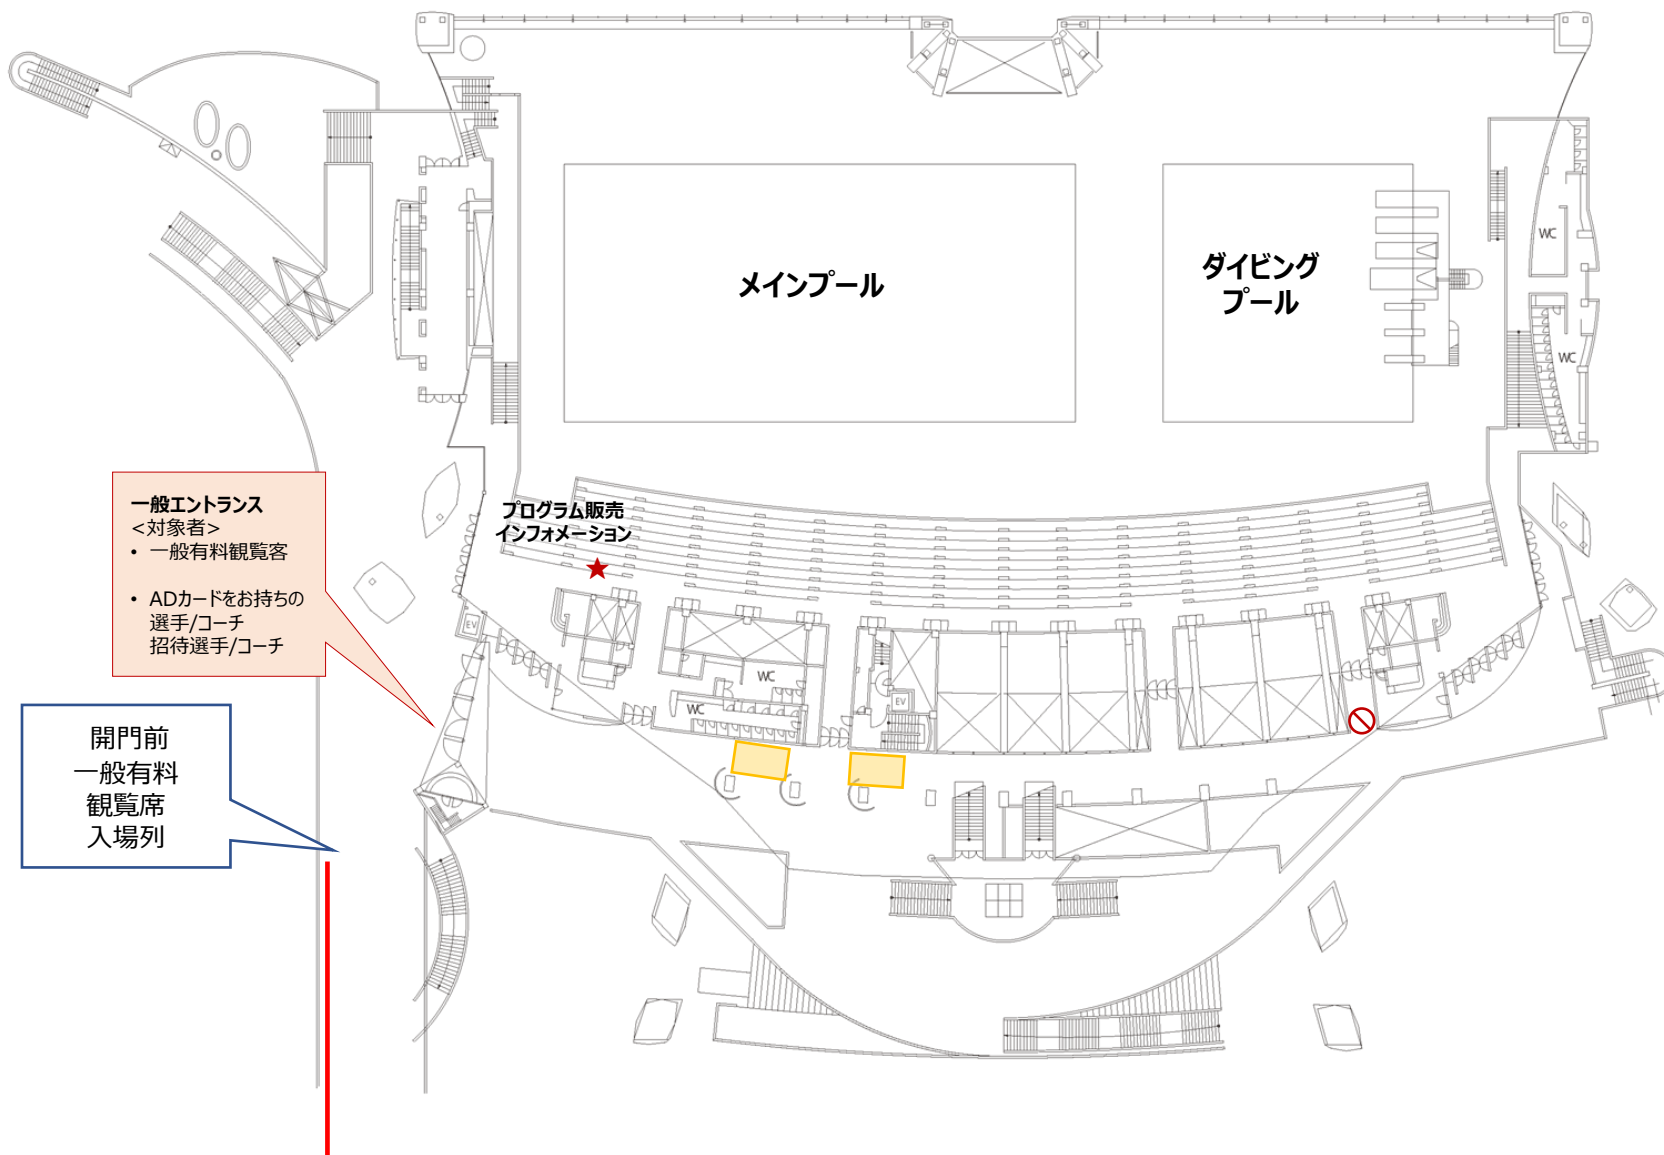 メインプール
ダイビング
プール
WC
WC
一般エントランス
<対象者>
• 一般有料観覧客
• ADカードをお持ちの
選手/コーチ
招待選手/コーチ
プログラム販売
インフォメーション
EV
WC
WC
EV
開門前
一般有料
観覧席
入場列